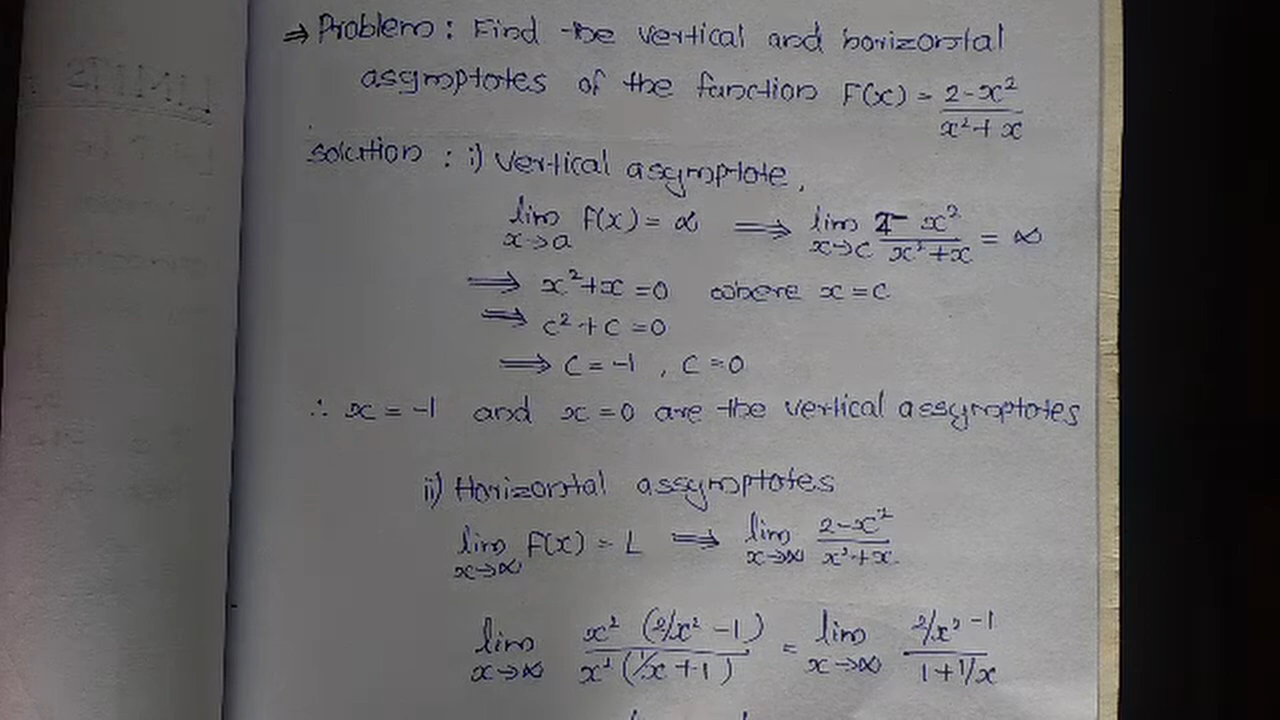 ⇒ Problem : Find the vertical and horizontal
asymptotes of the function F(x) = 2-x² / x²+x
solution : i) vertical asymptote,
lim x→a f(x) = ∞ ⟹ lim x→c 2-x² / x²+x = ∞
⟹ x²+x = 0 where x = c
⟹ c²+c = 0
⟹ c = -1 , c = 0
∴ x = -1 and x = 0 are the vertical assymptotes
ii) Horizontal assymptotes
lim x→∞ F(x) = L ⟹ lim x→∞ 2-x² / x²+x
lim x→∞ x² (2/x² -1) / x² (1/x +1) = lim x→∞ 2/x² -1 / 1+1/x